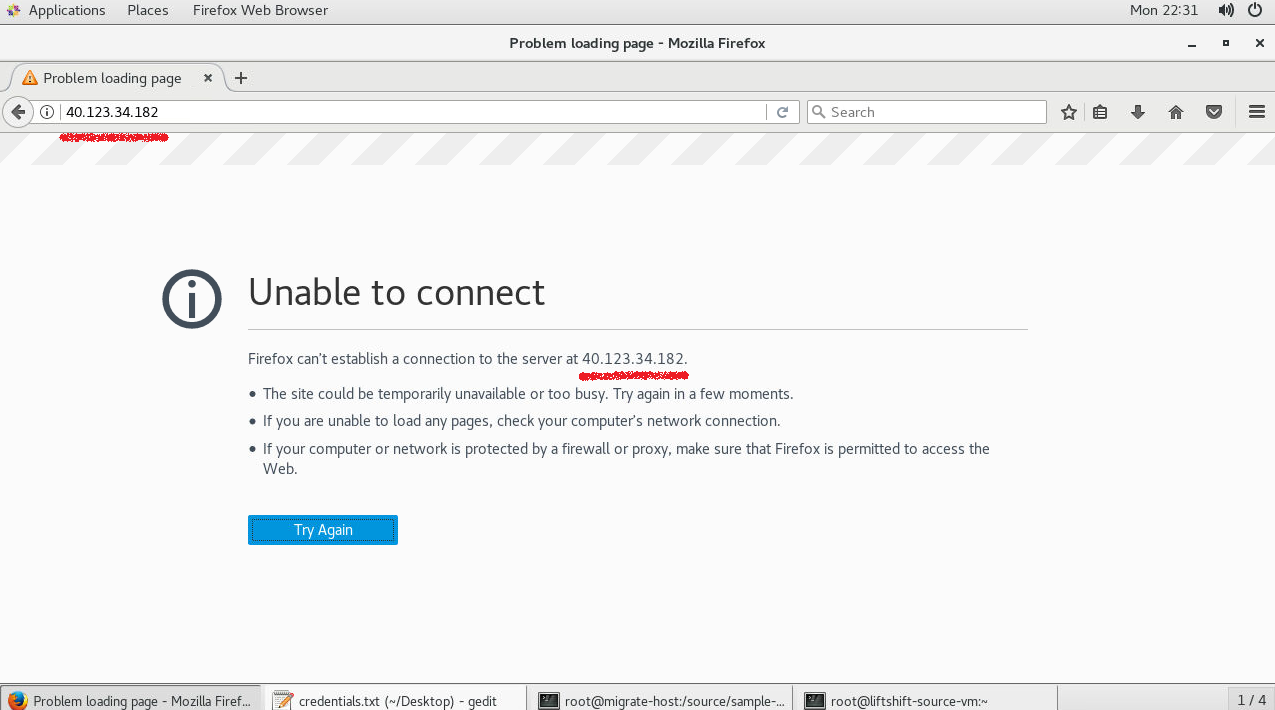 Applications Places Firefox Web Browser Mon 22:31
Problem loading page - Mozilla Firefox
Problem loading page
40.123.34.182 Search
Unable to connect
Firefox can’t establish a connection to the server at 40.123.34.182.
• The site could be temporarily unavailable or too busy. Try again in a few moments.
• If you are unable to load any pages, check your computer’s network connection.
• If your computer or network is protected by a firewall or proxy, make sure that Firefox is permitted to access the
Web.
Try Again
Problem loading page - Mozilla Firef... credentials.txt (~/Desktop) - gedit root@migrate-host:/source/sample-... root@liftshift-source-vm:~ 1 / 4